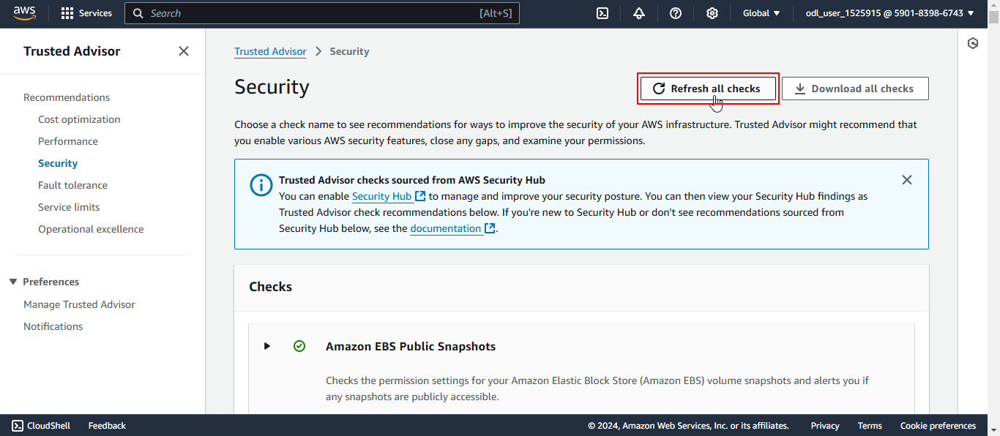 aws
Services
Search
[Alt+S]
Global
odl_user_1525915 @ 5901-8398-6743
Trusted Advisor
Recommendations
Cost optimization
Performance
Security
Fault tolerance
Service limits
Operational excellence
Preferences
Manage Trusted Advisor
Notifications
Trusted Advisor > Security
Security
Refresh all checks
Download all checks
Choose a check name to see recommendations for ways to improve the security of your AWS infrastructure. Trusted Advisor might recommend that
you enable various AWS security features, close any gaps, and examine your permissions.
Trusted Advisor checks sourced from AWS Security Hub
You can enable Security Hub to manage and improve your security posture. You can then view your Security Hub findings as
Trusted Advisor check recommendations below. If you're new to Security Hub or don't see recommendations sourced from
Security Hub below, see the documentation.
Checks
Amazon EBS Public Snapshots
Checks the permission settings for your Amazon Elastic Block Store (Amazon EBS) volume snapshots and alerts you if
any snapshots are publicly accessible.
CloudShell
Feedback
© 2024, Amazon Web Services, Inc. or its affiliates.
Privacy
Terms
Cookie preferences